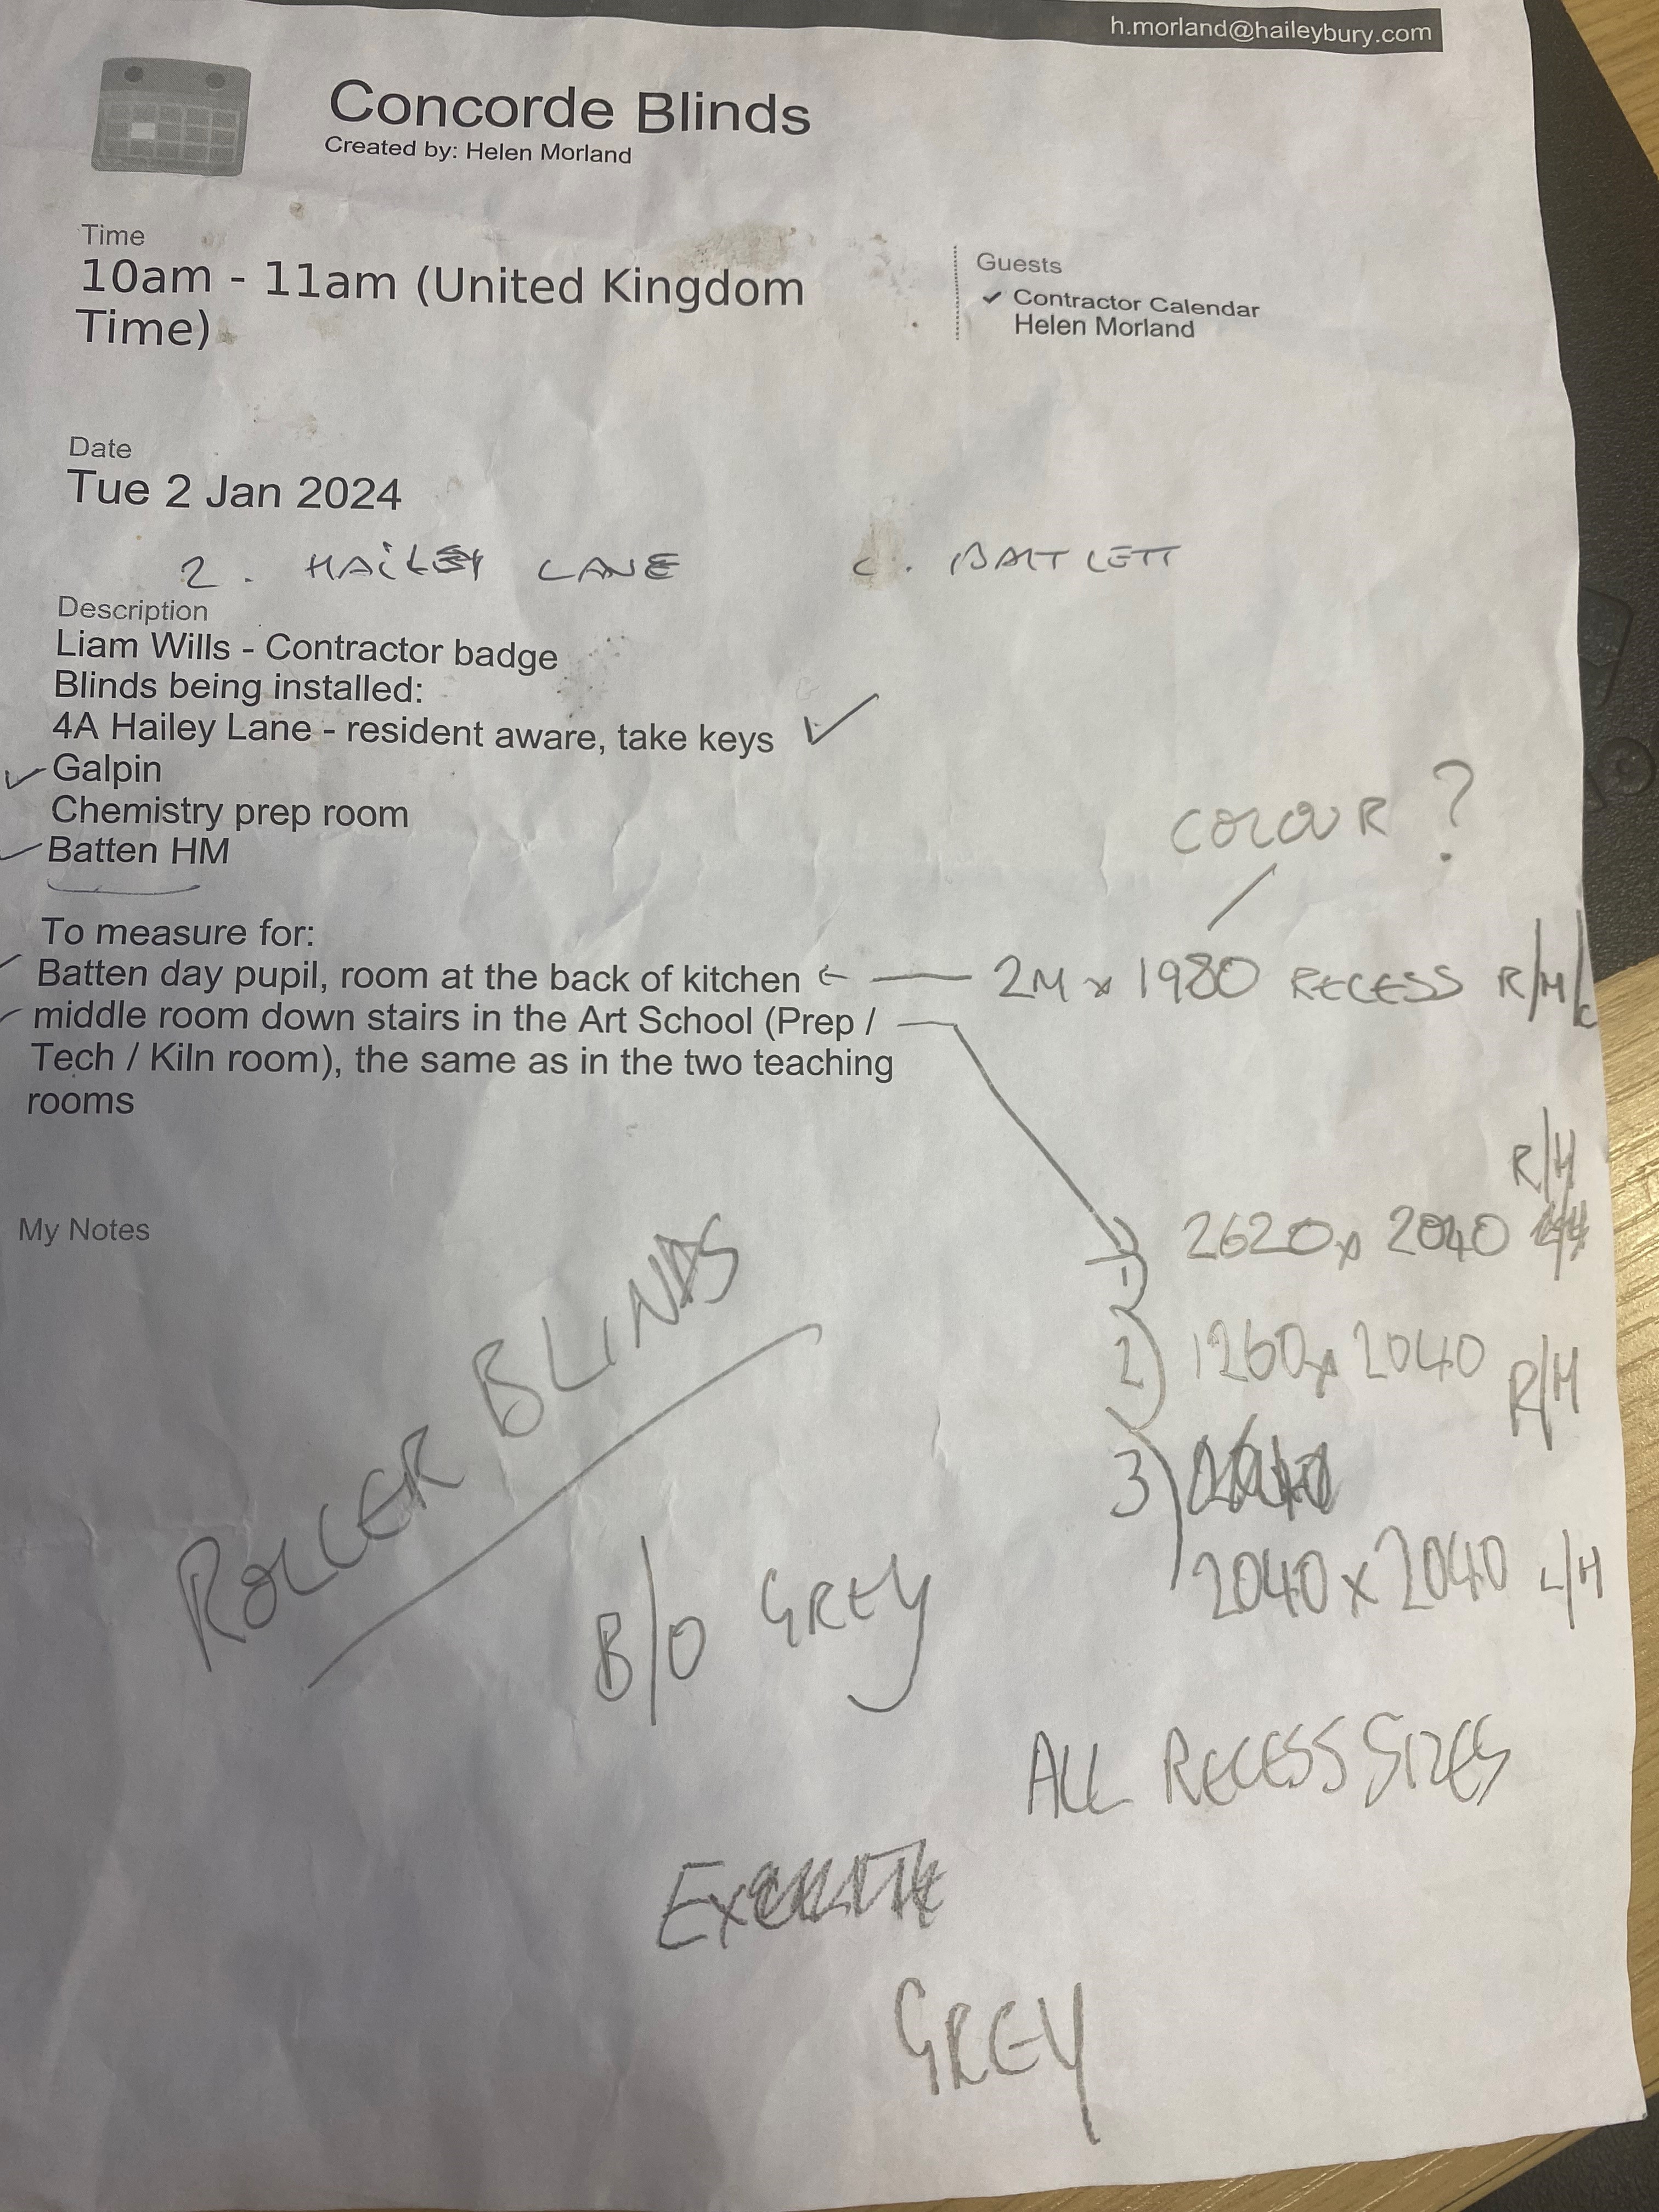 h.morland@haileybury.com
Concorde Blinds
Created by: Helen Morland
Time
10am - 11am (United Kingdom
Time)
Guests
✓ Contractor Calendar
Helen Morland
Date
Tue 2 Jan 2024
2. HAILEY LANE C. BARTLETT
Description
Liam Wills - Contractor badge
Blinds being installed:
4A Hailey Lane - resident aware, take keys ✓
✓ Galpin
Chemistry prep room
Batten HM
COLOUR ?
To measure for:
Batten day pupil, room at the back of kitchen ← 2M x 1980 RECESS R/H/C
middle room down stairs in the Art School (Prep /
Tech / Kiln room), the same as in the two teaching
rooms
My Notes
R/H
1) 2620 x 2040
2) 1260 x 2040 R/H
3)
2040 x 2040 L/H
ROLLER BLINDS
B/O GREY
ALL RECESS SIZES
GREY